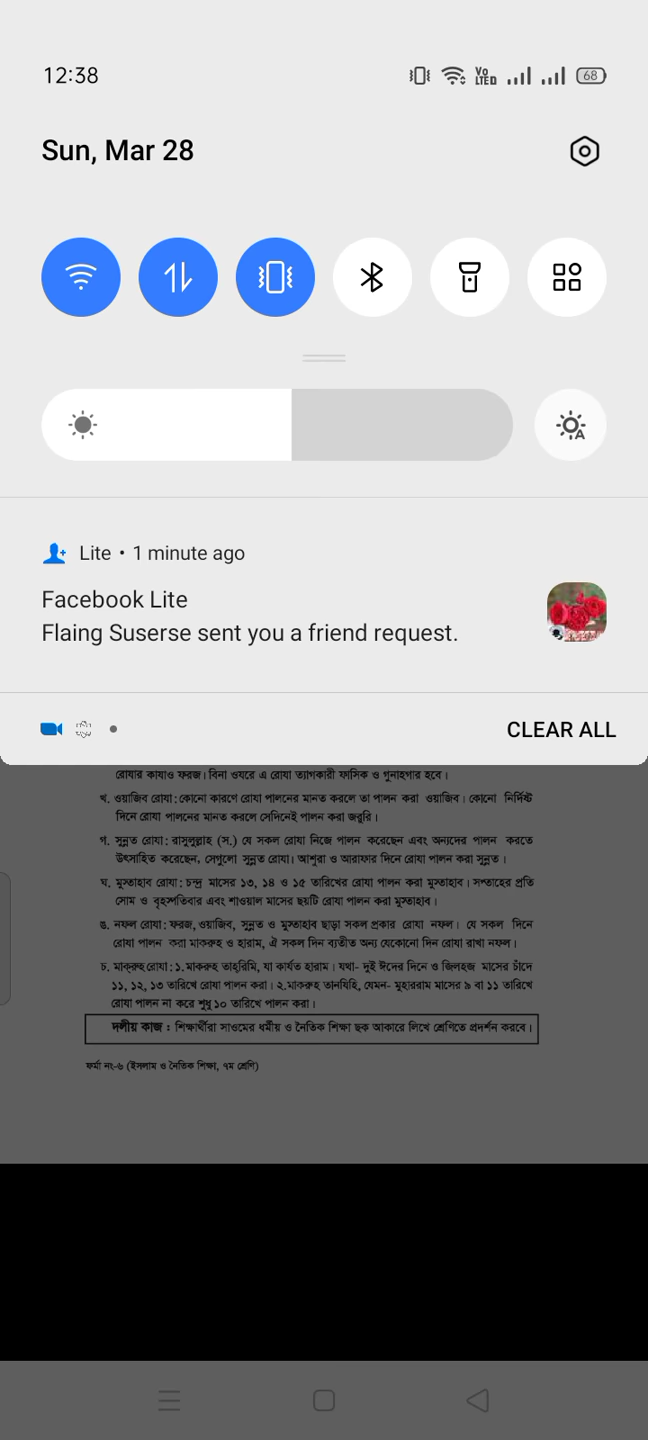 12:38
Vo
LTED
68
Sun, Mar 28
A
Lite • 1 minute ago
Facebook Lite
Flaing Suserse sent you a friend request.
CLEAR ALL
রোযার কাযাও ফরজ। বিনা ওযরে এ রোযা ত্যাগকারী ফাসিক ও গুনাহগার হবে।
খ. ওয়াজিব রোযা : কোনো কারণে রোযা পালনের মানত করলে তা পালন করা ওয়াজিব। কোনো নির্দিষ্ট
দিনে রোযা পালনের মানত করলে সেদিনেই পালন করা জরুরি।
গ. সুন্নত রোযা : রাসুলুল্লাহ (স.) যে সকল রোযা নিজে পালন করেছেন এবং অন্যদের পালন করতে
উৎসাহিত করেছেন, সেগুলো সুন্নত রোযা। আশুরা ও আরাফার দিনে রোযা পালন করা সুন্নত।
ঘ. মুস্তাহাব রোযা : চন্দ্র মাসের ১৩, ১৪ ও ১৫ তারিখের রোযা পালন করা মুস্তাহাব। সপ্তাহের প্রতি
সোম ও বৃহস্পতিবার এবং শাওয়াল মাসের ছয়টি রোযা পালন করা মুস্তাহাব।
ঙ. নফল রোযা : ফরজ, ওয়াজিব, সুন্নত ও মুস্তাহাব ছাড়া সকল প্রকার রোযা নফল। যে সকল দিনে
রোযা পালন করা মাকরুহ ও হারাম, ঐ সকল দিন ব্যতীত অন্য যেকোনো দিন রোযা রাখা নফল।
চ. মাকরুহ রোযা : ১. মাকরুহ তাহ্‌রিমি, যা কার্যত হারাম। যথা- দুই ঈদের দিনে ও জিলহজ মাসের চাঁদে
১১, ১২, ১৩ তারিখে রোযা পালন করা। ২. মাকরুহ তানযিহি, যেমন- মুহাররাম মাসের ৯ বা ১১ তারিখে
রোযা পালন না করে শুধু ১০ তারিখে পালন করা।
দলীয় কাজ : শিক্ষার্থীরা সাওমের ধর্মীয় ও নৈতিক শিক্ষা ছক আকারে লিখে শ্রেণিতে প্রদর্শন করবে।
ফর্মা নং-৬ (ইসলাম ও নৈতিক শিক্ষা, ৭ম শ্রেণি)